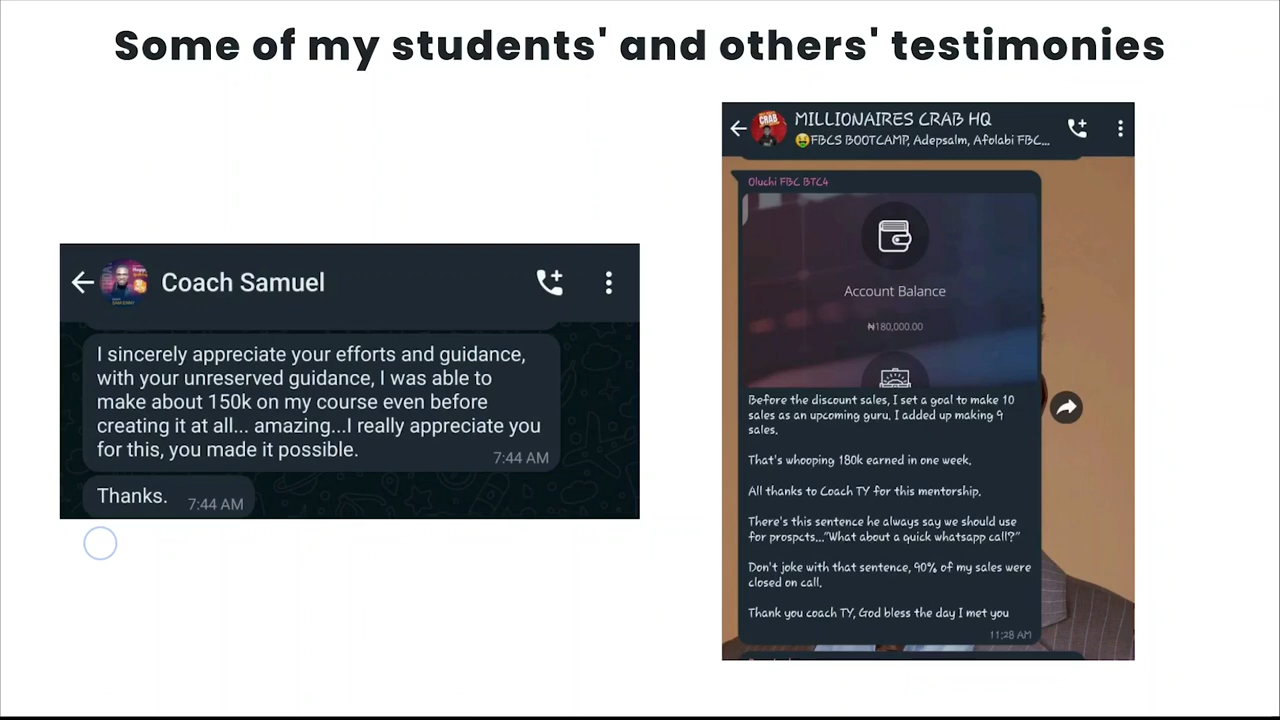 Some of my students' and others' testimonies
Coach Samuel
I sincerely appreciate your efforts and guidance,
with your unreserved guidance, I was able to
make about 150k on my course even before
creating it at all... amazing...I really appreciate you
for this, you made it possible.
7:44 AM
Thanks.
7:44 AM
MILLIONAIRES CRAB HQ
🤑FBCS BOOTCAMP, Adepsalm, Afolabi FBC...
Oluchi FBC BTC4
Account Balance
₦180,000.00
Before the discount sales, I set a goal to make 10
sales as an upcoming guru. I added up making 9
sales.
That's whooping 180k earned in one week.
All thanks to Coach TY for this mentorship.
There's this sentence he always say we should use
for prospcts..."What about a quick whatsapp call?"
Don't joke with that sentence, 90% of my sales were
closed on call.
Thank you coach TY, God bless the day I met you
11:28 AM